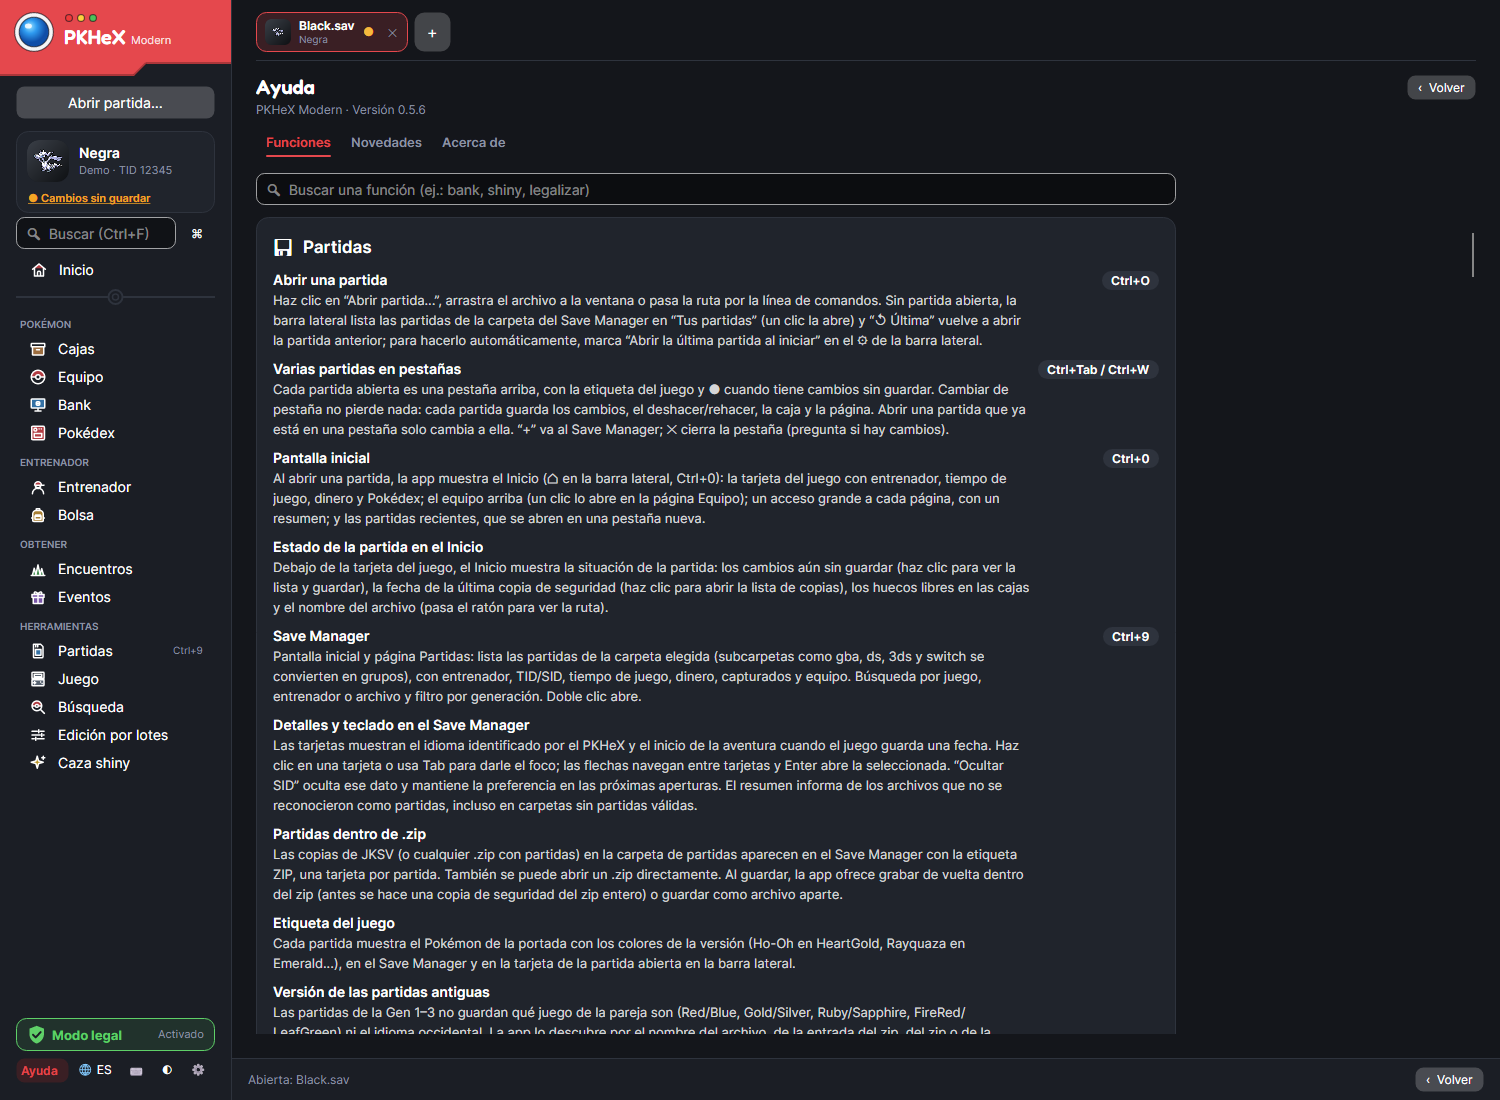 PKHeX Modern
Abrir partida...
Negra
Demo · TID 12345
Cambios sin guardar
Buscar (Ctrl+F)
⌘
Inicio
POKÉMON
Cajas
Equipo
Bank
Pokédex
ENTRENADOR
Entrenador
Bolsa
OBTENER
Encuentros
Eventos
HERRAMIENTAS
Partidas Ctrl+9
Juego
Búsqueda
Edición por lotes
Caza shiny
Modo legal Activado
Ayuda ES
Black.sav
Negra
+
Ayuda
‹ Volver
PKHeX Modern · Versión 0.5.6
Funciones Novedades Acerca de
Buscar una función (ej.: bank, shiny, legalizar)
Partidas
Abrir una partida Ctrl+O
Haz clic en “Abrir partida...”, arrastra el archivo a la ventana o pasa la ruta por la línea de comandos. Sin partida abierta, la
barra lateral lista las partidas de la carpeta del Save Manager en “Tus partidas” (un clic la abre) y “↺ Última” vuelve a abrir
la partida anterior; para hacerlo automáticamente, marca “Abrir la última partida al iniciar” en el ⚙ de la barra lateral.
Varias partidas en pestañas Ctrl+Tab / Ctrl+W
Cada partida abierta es una pestaña arriba, con la etiqueta del juego y ● cuando tiene cambios sin guardar. Cambiar de
pestaña no pierde nada: cada partida guarda los cambios, el deshacer/rehacer, la caja y la página. Abrir una partida que ya
está en una pestaña solo cambia a ella. “+” va al Save Manager; ✕ cierra la pestaña (pregunta si hay cambios).
Pantalla inicial Ctrl+0
Al abrir una partida, la app muestra el Inicio (⌂ en la barra lateral, Ctrl+0): la tarjeta del juego con entrenador, tiempo de
juego, dinero y Pokédex; el equipo arriba (un clic lo abre en la página Equipo); un acceso grande a cada página, con un
resumen; y las partidas recientes, que se abren en una pestaña nueva.
Estado de la partida en el Inicio
Debajo de la tarjeta del juego, el Inicio muestra la situación de la partida: los cambios aún sin guardar (haz clic para ver la
lista y guardar), la fecha de la última copia de seguridad (haz clic para abrir la lista de copias), los huecos libres en las cajas
y el nombre del archivo (pasa el ratón para ver la ruta).
Save Manager Ctrl+9
Pantalla inicial y página Partidas: lista las partidas de la carpeta elegida (subcarpetas como gba, ds, 3ds y switch se
convierten en grupos), con entrenador, TID/SID, tiempo de juego, dinero, capturados y equipo. Búsqueda por juego,
entrenador o archivo y filtro por generación. Doble clic abre.
Detalles y teclado en el Save Manager
Las tarjetas muestran el idioma identificado por el PKHeX y el inicio de la aventura cuando el juego guarda una fecha. Haz
clic en una tarjeta o usa Tab para darle el foco; las flechas navegan entre tarjetas y Enter abre la seleccionada. “Ocultar
SID” oculta ese dato y mantiene la preferencia en las próximas aperturas. El resumen informa de los archivos que no se
reconocieron como partidas, incluso en carpetas sin partidas válidas.
Partidas dentro de .zip
Las copias de JKSV (o cualquier .zip con partidas) en la carpeta de partidas aparecen en el Save Manager con la etiqueta
ZIP, una tarjeta por partida. También se puede abrir un .zip directamente. Al guardar, la app ofrece grabar de vuelta dentro
del zip (antes se hace una copia de seguridad del zip entero) o guardar como archivo aparte.
Etiqueta del juego
Cada partida muestra el Pokémon de la portada con los colores de la versión (Ho-Oh en HeartGold, Rayquaza en
Emerald...), en el Save Manager y en la tarjeta de la partida abierta en la barra lateral.
Versión de las partidas antiguas
Las partidas de la Gen 1–3 no guardan qué juego de la pareja son (Red/Blue, Gold/Silver, Ruby/Sapphire, FireRed/
LeafGreen) ni el idioma occidental. La app lo descubre por el nombre del archivo, de la entrada del zip, del zip o de la
Abierta: Black.sav
‹ Volver